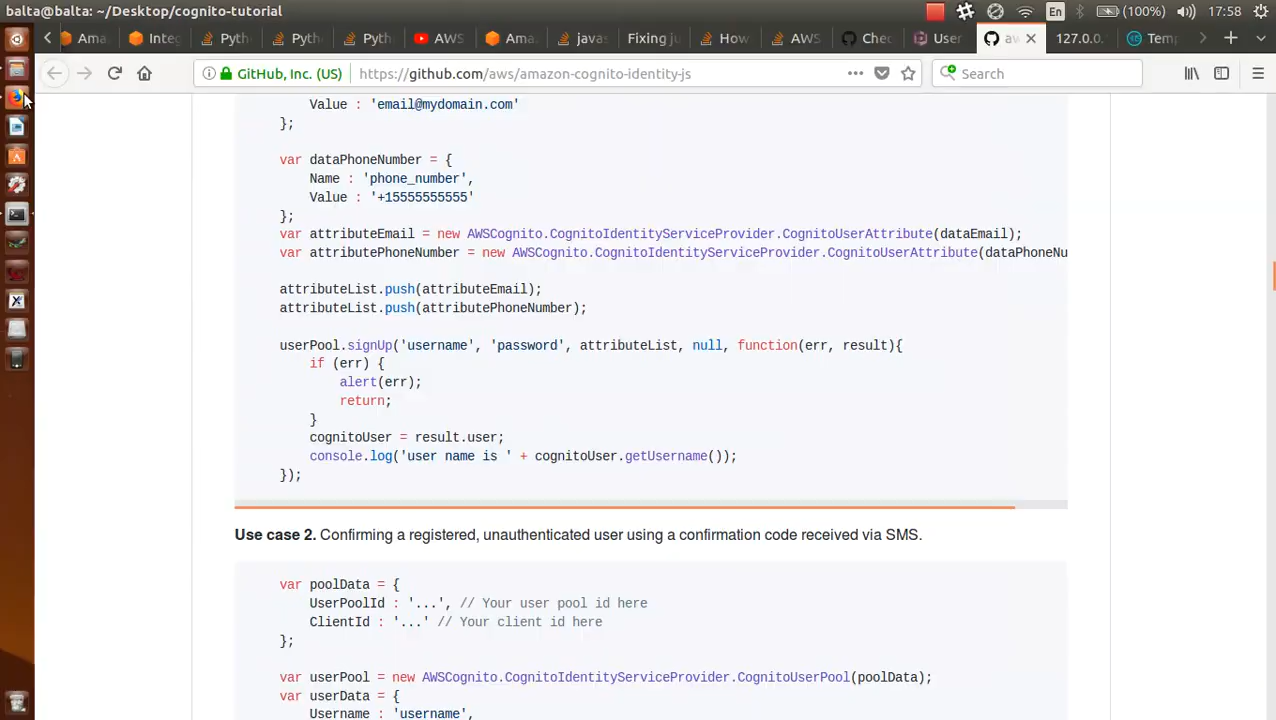 balta@balta: ~/Desktop/cognito-tutorial
En
(100%)
17:58
Ama
Integ
Pyth
Pyth
Pyth
AWS
Ama
javas
Fixing ju
How
AWS
Chec
User
aw
127.0.0.
Temp
GitHub, Inc. (US)
https://github.com/aws/amazon-cognito-identity-js
Search
Value : 'email@mydomain.com'
};
var dataPhoneNumber = {
Name : 'phone_number',
Value : '+15555555555'
};
var attributeEmail = new AWSCognito.CognitoIdentityServiceProvider.CognitoUserAttribute(dataEmail);
var attributePhoneNumber = new AWSCognito.CognitoIdentityServiceProvider.CognitoUserAttribute(dataPhoneNu
attributeList.push(attributeEmail);
attributeList.push(attributePhoneNumber);
userPool.signUp('username', 'password', attributeList, null, function(err, result){
if (err) {
alert(err);
return;
}
cognitoUser = result.user;
console.log('user name is ' + cognitoUser.getUsername());
});
Use case 2. Confirming a registered, unauthenticated user using a confirmation code received via SMS.
var poolData = {
UserPoolId : '...', // Your user pool id here
ClientId : '...' // Your client id here
};
var userPool = new AWSCognito.CognitoIdentityServiceProvider.CognitoUserPool(poolData);
var userData = {
Username : 'username',